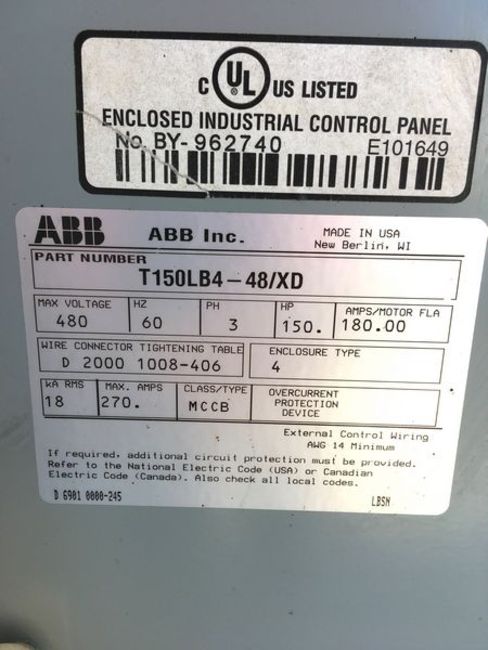 C UL US LISTED
®
ENCLOSED INDUSTRIAL CONTROL PANEL
No. BY-962740 E101649
ABB ABB Inc. MADE IN USA
New Berlin, WI
PART NUMBER
T150LB4-48/XD
MAX VOLTAGE HZ PH HP AMPS/MOTOR FLA
480 60 3 150. 180.00
WIRE CONNECTOR TIGHTENING TABLE ENCLOSURE TYPE
D 2000 1008-406 4
kA RMS MAX. AMPS CLASS/TYPE OVERCURRENT
18 270. MCCB PROTECTION
DEVICE
External Control Wiring
AWG 14 Minimum
If required, additional circuit protection must be provided.
Refer to the National Electric Code (USA) or Canadian
Electric Code (Canada). Also check all local codes.
D 6901 0000-245 LBSN